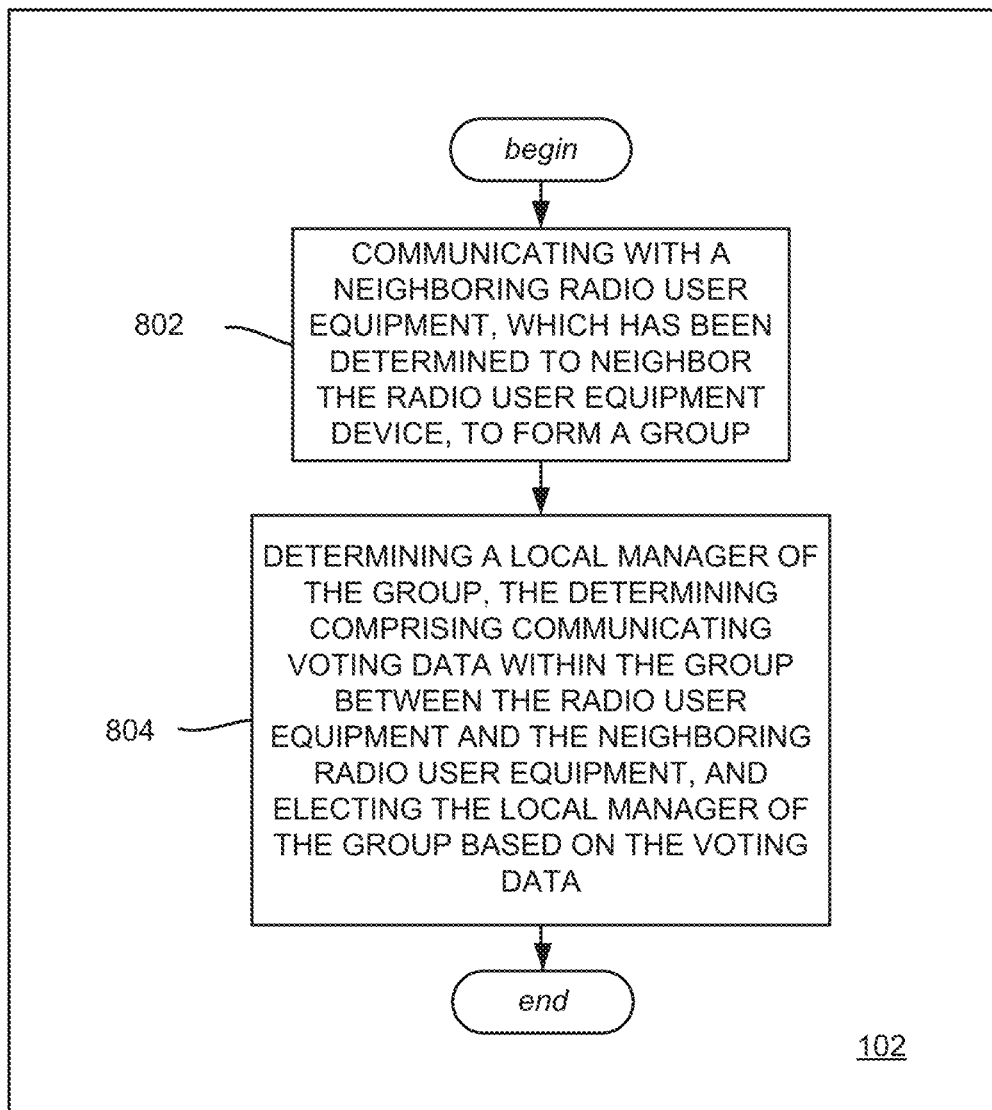 begin
COMMUNICATING WITH A
NEIGHBORING RADIO USER
EQUIPMENT, WHICH HAS BEEN
DETERMINED TO NEIGHBOR
THE RADIO USER EQUIPMENT
DEVICE, TO FORM A GROUP
802
DETERMINING A LOCAL MANAGER OF
THE GROUP, THE DETERMINING
COMPRISING COMMUNICATING
VOTING DATA WITHIN THE GROUP
BETWEEN THE RADIO USER
EQUIPMENT AND THE NEIGHBORING
RADIO USER EQUIPMENT, AND
ELECTING THE LOCAL MANAGER OF
THE GROUP BASED ON THE VOTING
DATA
804
end
102